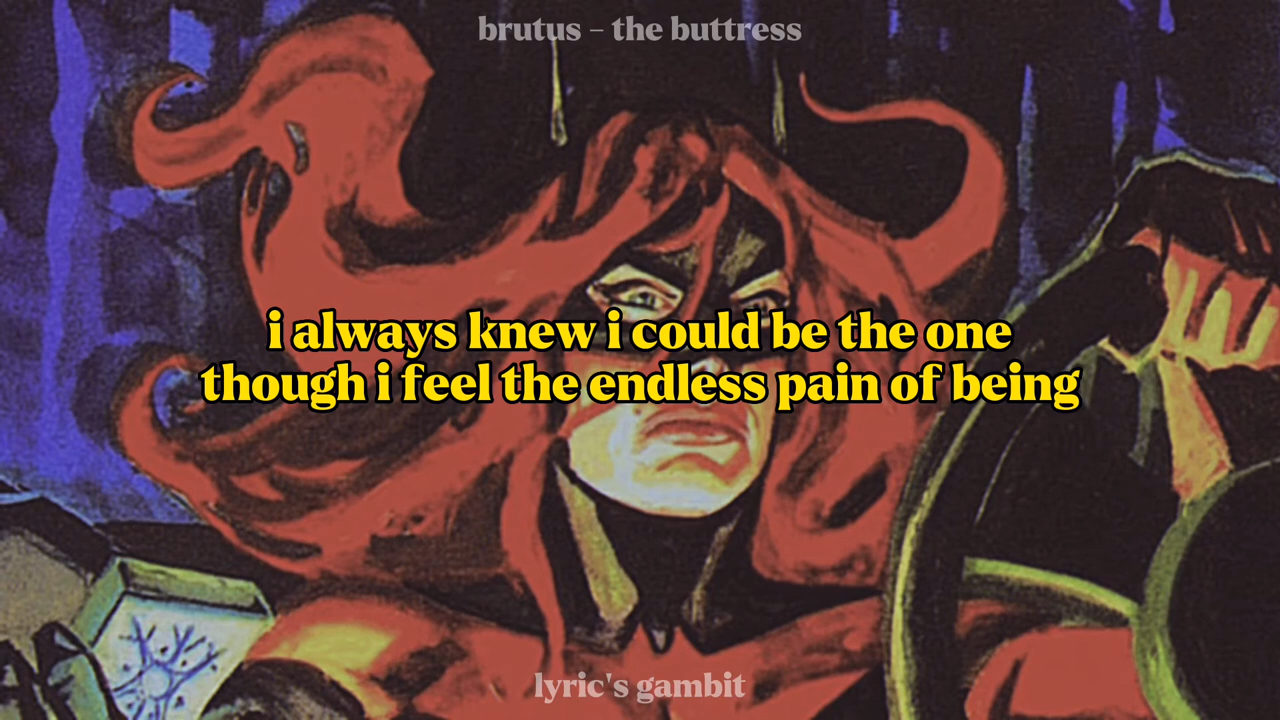 brutus – the buttress
i always knew i could be the one
though i feel the endless pain of being
lyric's gambit